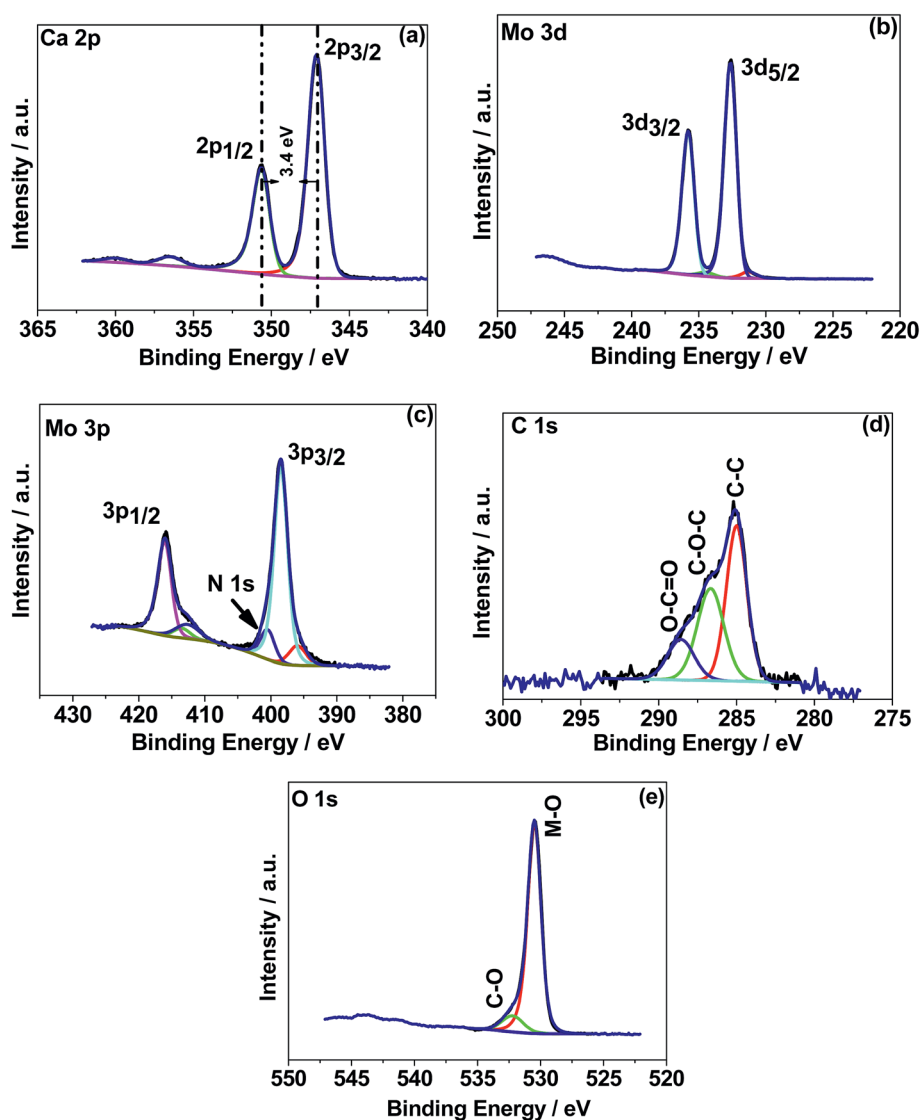 Ca 2p
(a)
2p3/2
2p1/2
3.4 eV
Intensity / a.u.
365 360 355 350 345 340
Binding Energy / eV
Mo 3d
(b)
3d5/2
3d3/2
Intensity / a.u.
250 245 240 235 230 225 220
Binding Energy / eV
Mo 3p
(c)
3p3/2
3p1/2
N 1s
Intensity / a.u.
430 420 410 400 390 380
Binding Energy / eV
C 1s
(d)
C-C
C-O-C
O-C=O
Intensity / a.u.
300 295 290 285 280 275
Binding Energy / eV
O 1s
(e)
M-O
C-O
Intensity / a.u.
550 545 540 535 530 525 520
Binding Energy / eV